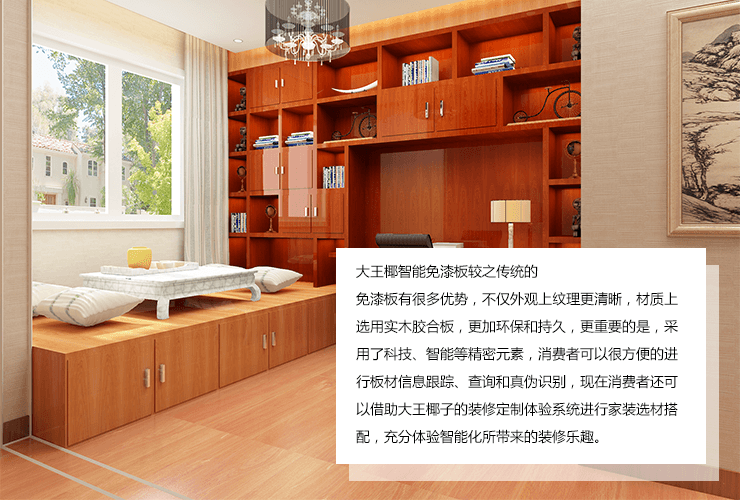 大王椰智能免漆板较之传统的
免漆板有很多优势，不仅外观上纹理更清晰，材质上
选用实木胶合板，更加环保和持久，更重要的是，采
用了科技、智能等精密元素，消费者可以很方便的进
行板材信息跟踪、查询和真伪识别，现在消费者还可
以借助大王椰子的装修定制体验系统进行家装选材搭
配，充分体验智能化所带来的装修乐趣。